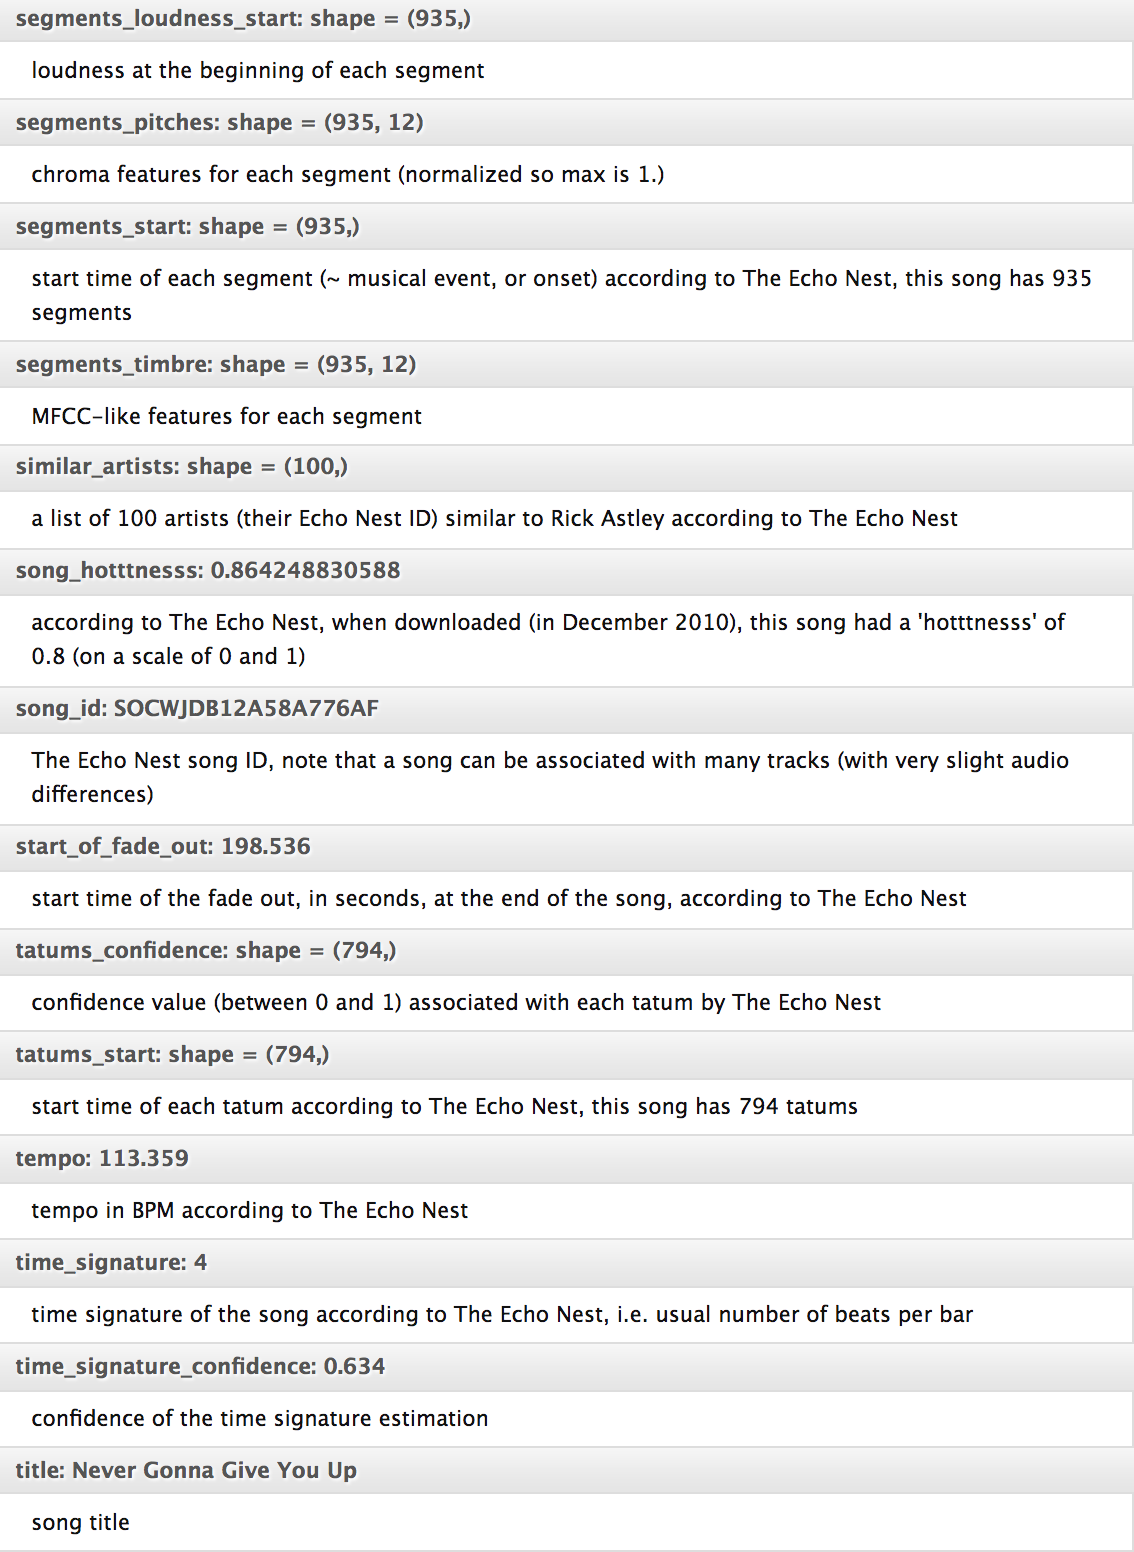 segments_loudness_start: shape = (935,)
loudness at the beginning of each segment
segments_pitches: shape = (935, 12)
chroma features for each segment (normalized so max is 1.)
segments_start: shape = (935,)
start time of each segment (~ musical event, or onset) according to The Echo Nest, this song has 935
segments
segments_timbre: shape = (935, 12)
MFCC-like features for each segment
similar_artists: shape = (100,)
a list of 100 artists (their Echo Nest ID) similar to Rick Astley according to The Echo Nest
song_hotttnesss: 0.864248830588
according to The Echo Nest, when downloaded (in December 2010), this song had a 'hotttnesss' of
0.8 (on a scale of 0 and 1)
song_id: SOCWJDB12A58A776AF
The Echo Nest song ID, note that a song can be associated with many tracks (with very slight audio
differences)
start_of_fade_out: 198.536
start time of the fade out, in seconds, at the end of the song, according to The Echo Nest
tatums_confidence: shape = (794,)
confidence value (between 0 and 1) associated with each tatum by The Echo Nest
tatums_start: shape = (794,)
start time of each tatum according to The Echo Nest, this song has 794 tatums
tempo: 113.359
tempo in BPM according to The Echo Nest
time_signature: 4
time signature of the song according to The Echo Nest, i.e. usual number of beats per bar
time_signature_confidence: 0.634
confidence of the time signature estimation
title: Never Gonna Give You Up
song title